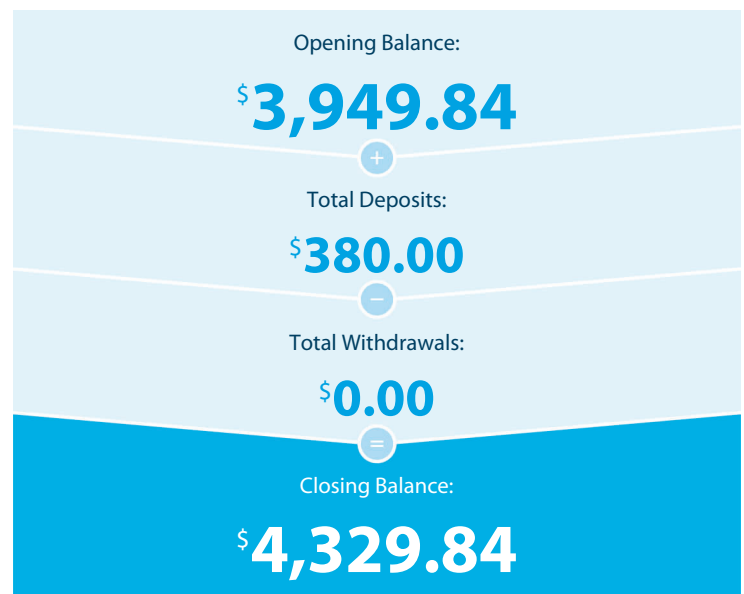 Opening Balance:
$3,949.84
+
Total Deposits:
$380.00
−
Total Withdrawals:
$0.00
=
Closing Balance:
$4,329.84